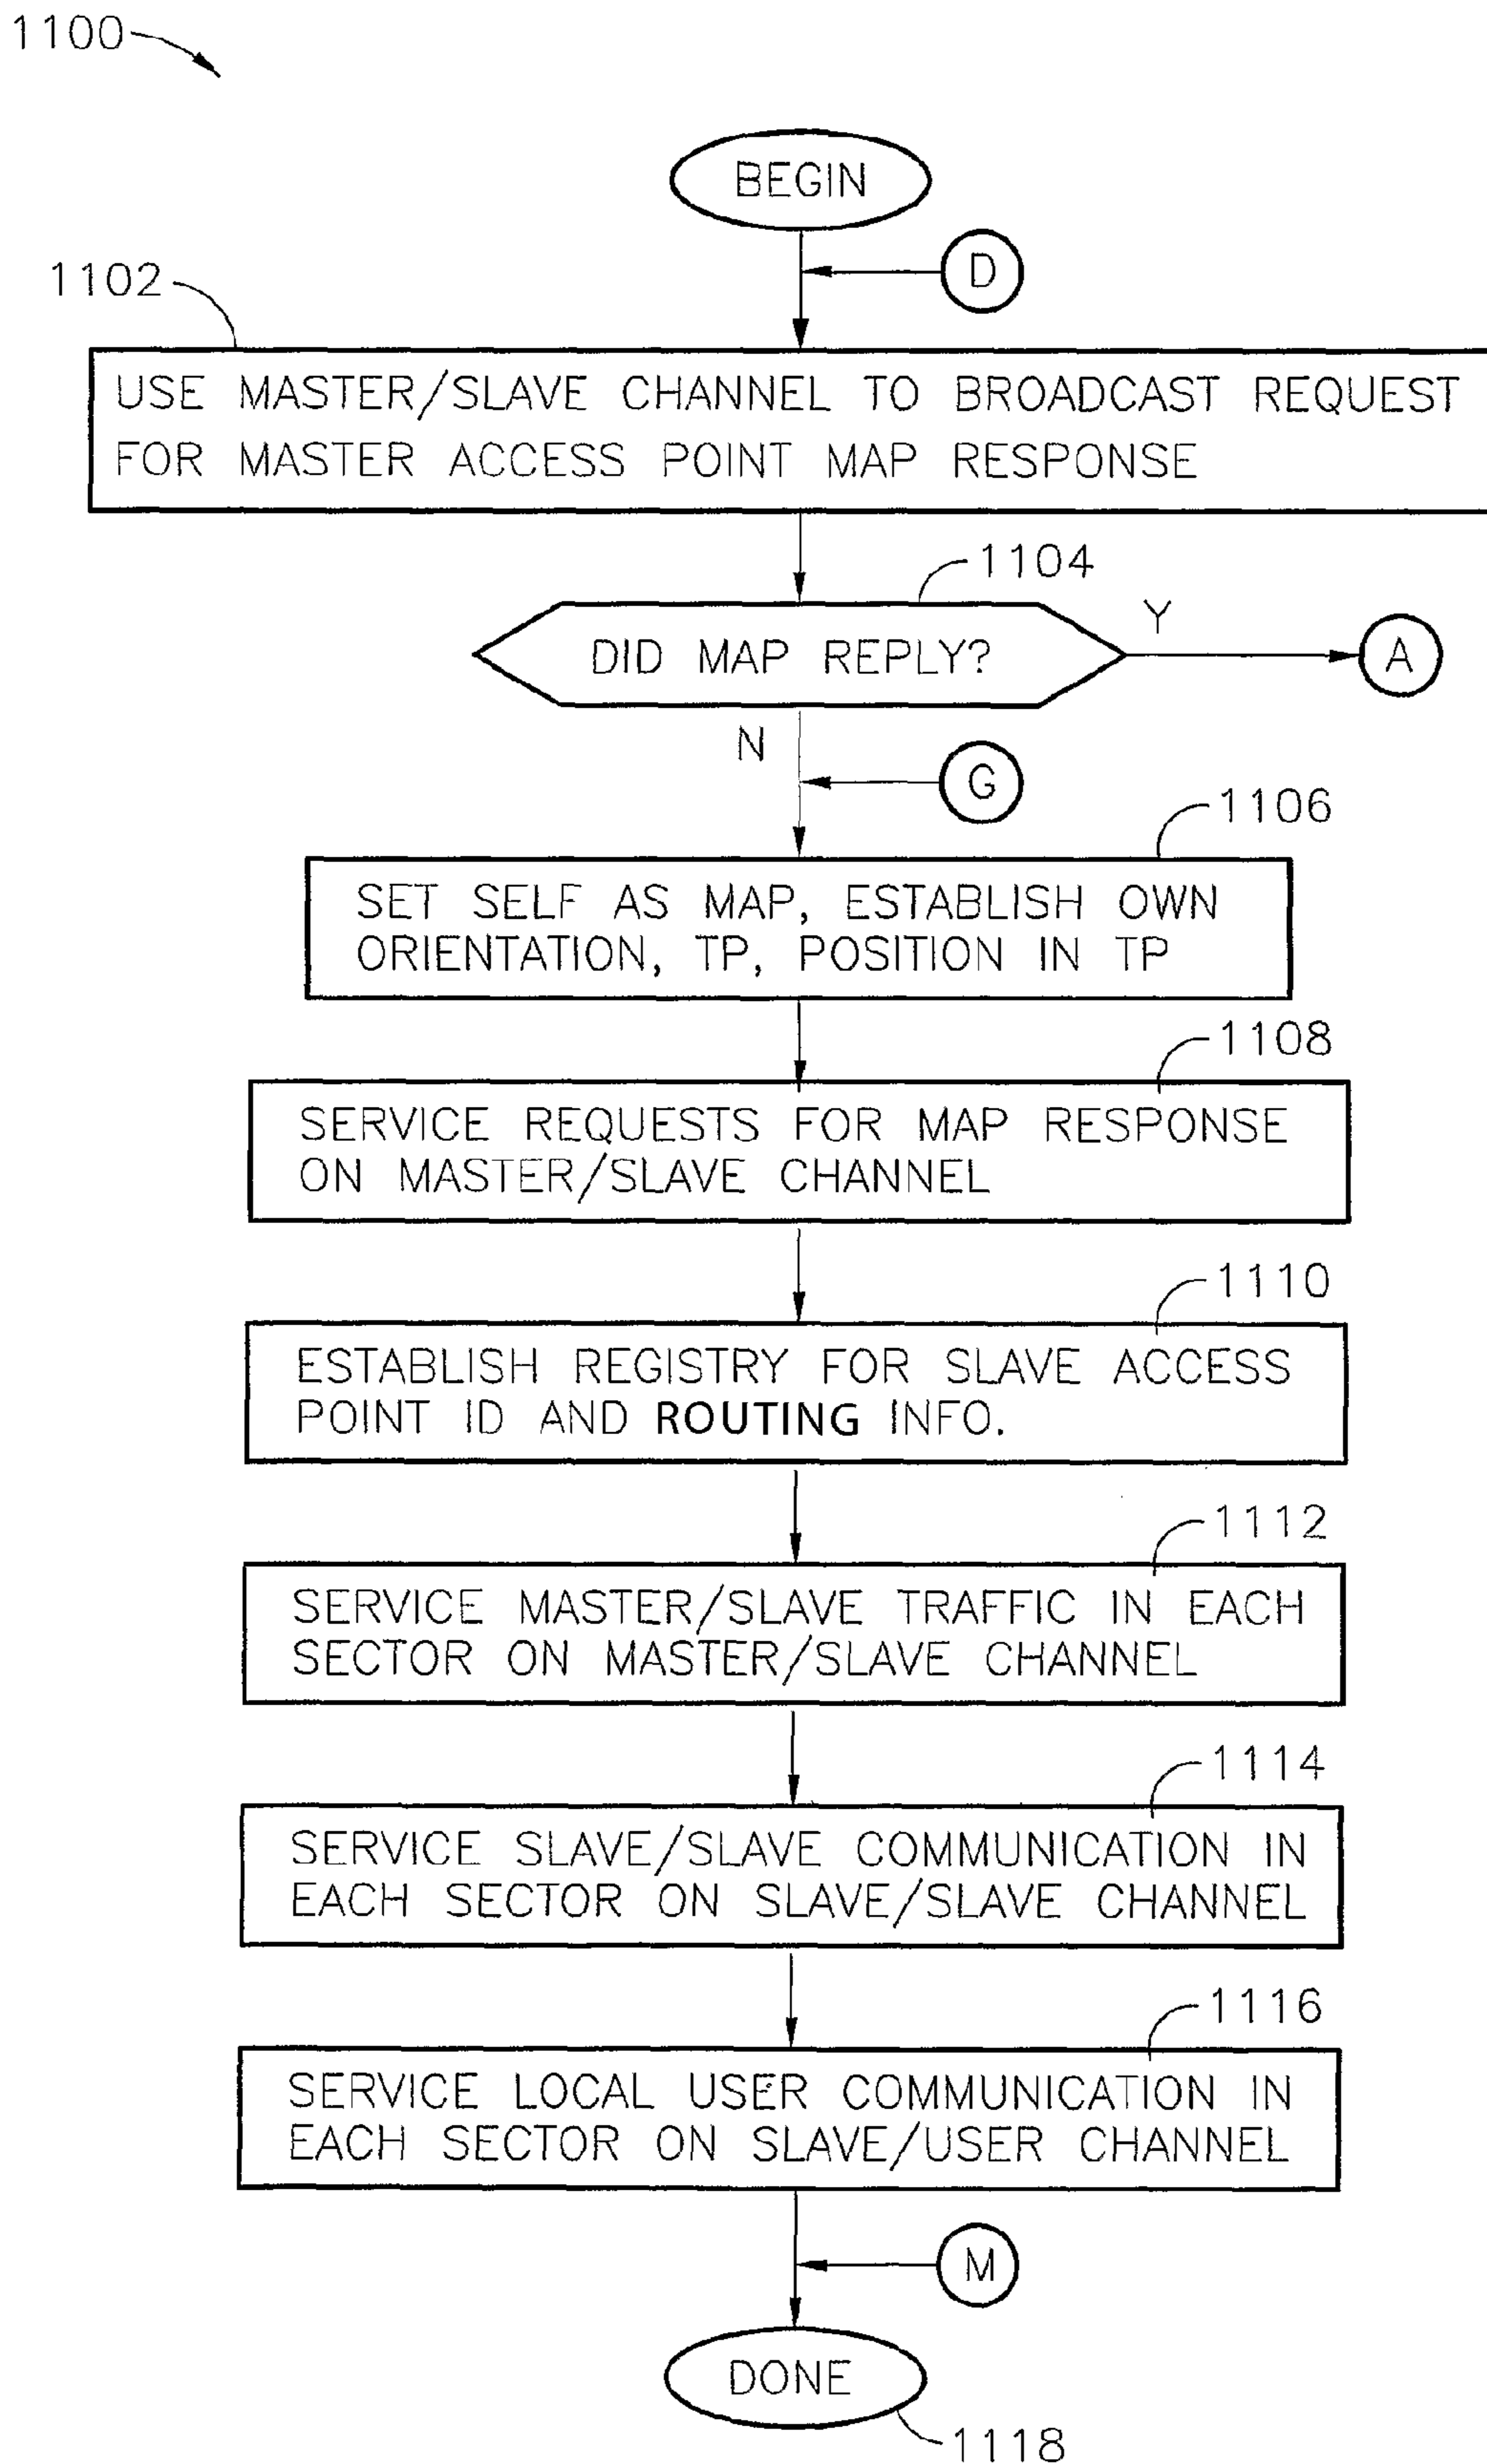 1100
BEGIN
D
1102
USE MASTER/SLAVE CHANNEL TO BROADCAST REQUEST
FOR MASTER ACCESS POINT MAP RESPONSE
1104
DID MAP REPLY?
Y
A
N
G
1106
SET SELF AS MAP, ESTABLISH OWN
ORIENTATION, TP, POSITION IN TP
1108
SERVICE REQUESTS FOR MAP RESPONSE
ON MASTER/SLAVE CHANNEL
1110
ESTABLISH REGISTRY FOR SLAVE ACCESS
POINT ID AND ROUTING INFO.
1112
SERVICE MASTER/SLAVE TRAFFIC IN EACH
SECTOR ON MASTER/SLAVE CHANNEL
1114
SERVICE SLAVE/SLAVE COMMUNICATION IN
EACH SECTOR ON SLAVE/SLAVE CHANNEL
1116
SERVICE LOCAL USER COMMUNICATION IN
EACH SECTOR ON SLAVE/USER CHANNEL
M
DONE
1118